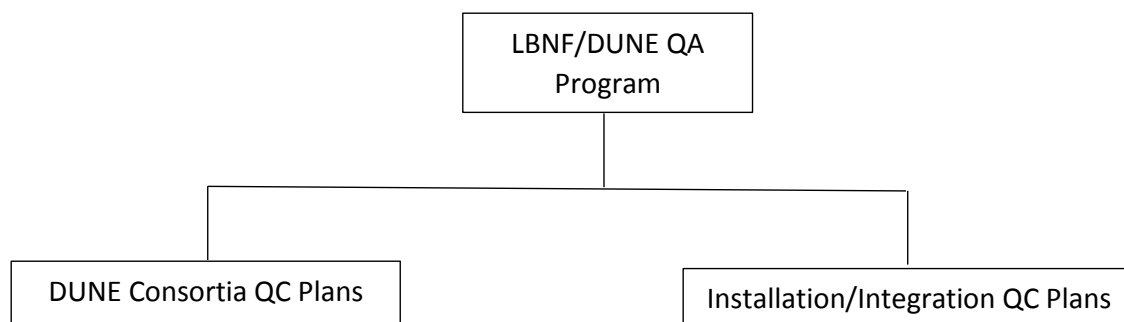 LBNF/DUNE QA
Program
DUNE Consortia QC Plans
Installation/Integration QC Plans